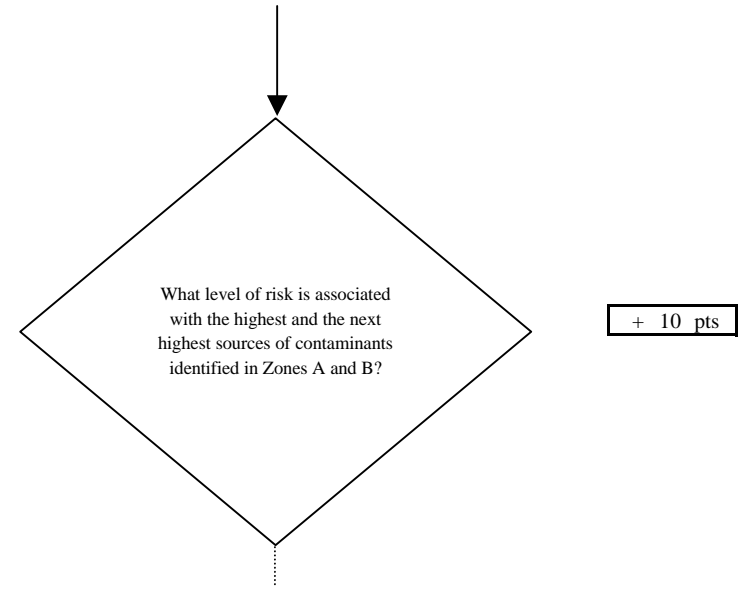 What level of risk is associated
with the highest and the next
highest sources of contaminants
identified in Zones A and B?
+ 10 pts